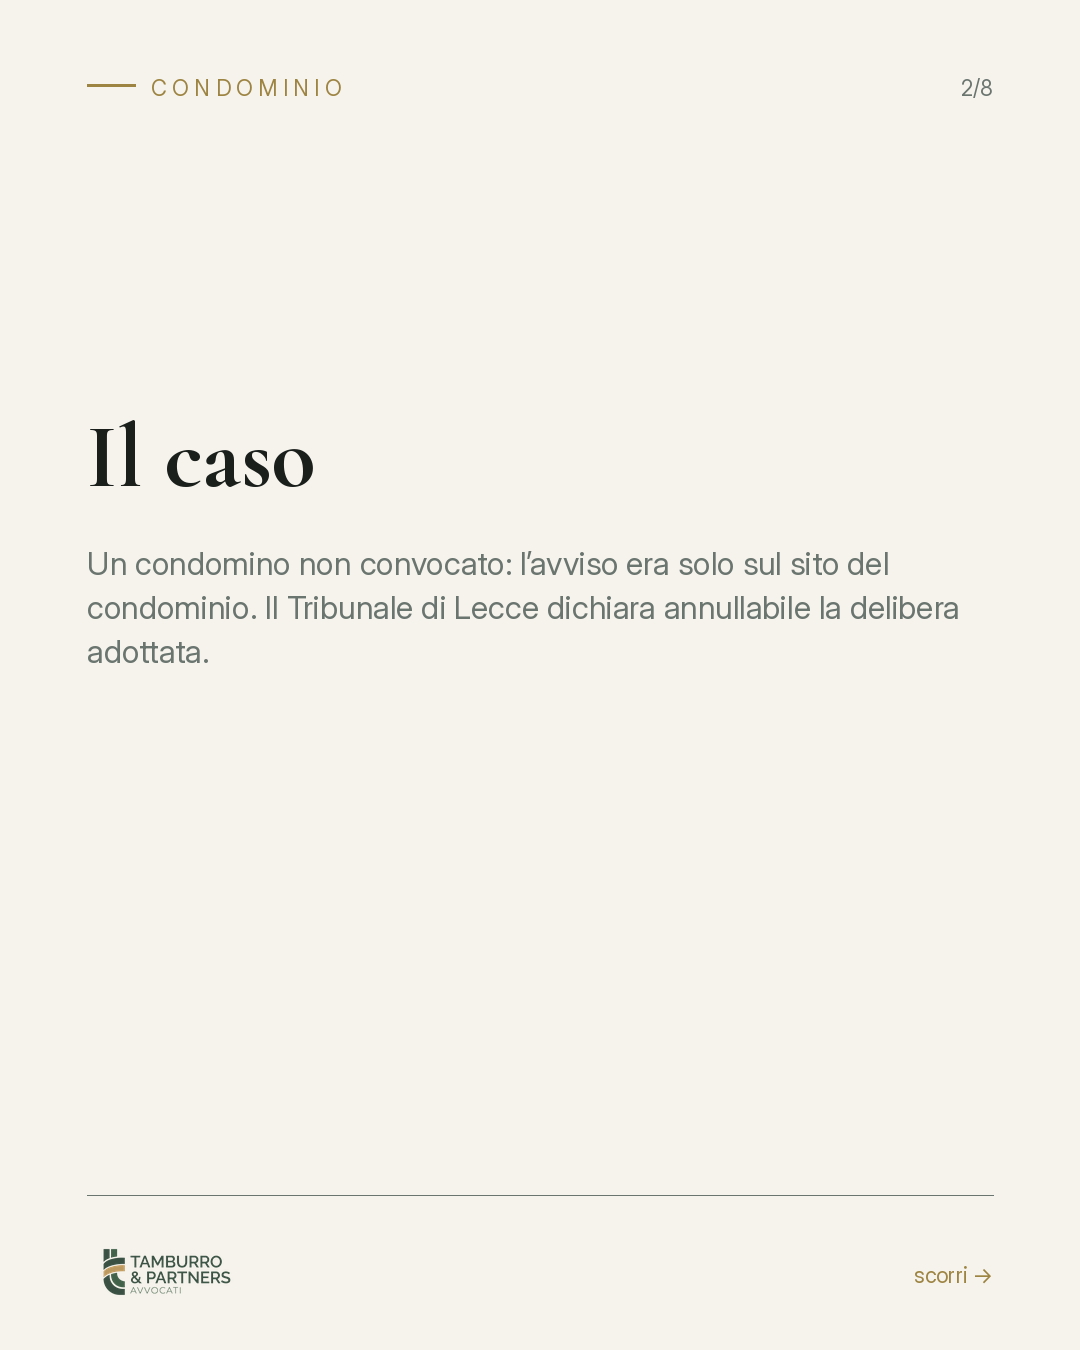 CONDOMINIO
2/8
Il caso
Un condomino non convocato: l’avviso era solo sul sito del
condominio. Il Tribunale di Lecce dichiara annullabile la delibera
adottata.
TAMBURRO
& PARTNERS
AVVOCATI
scorri →